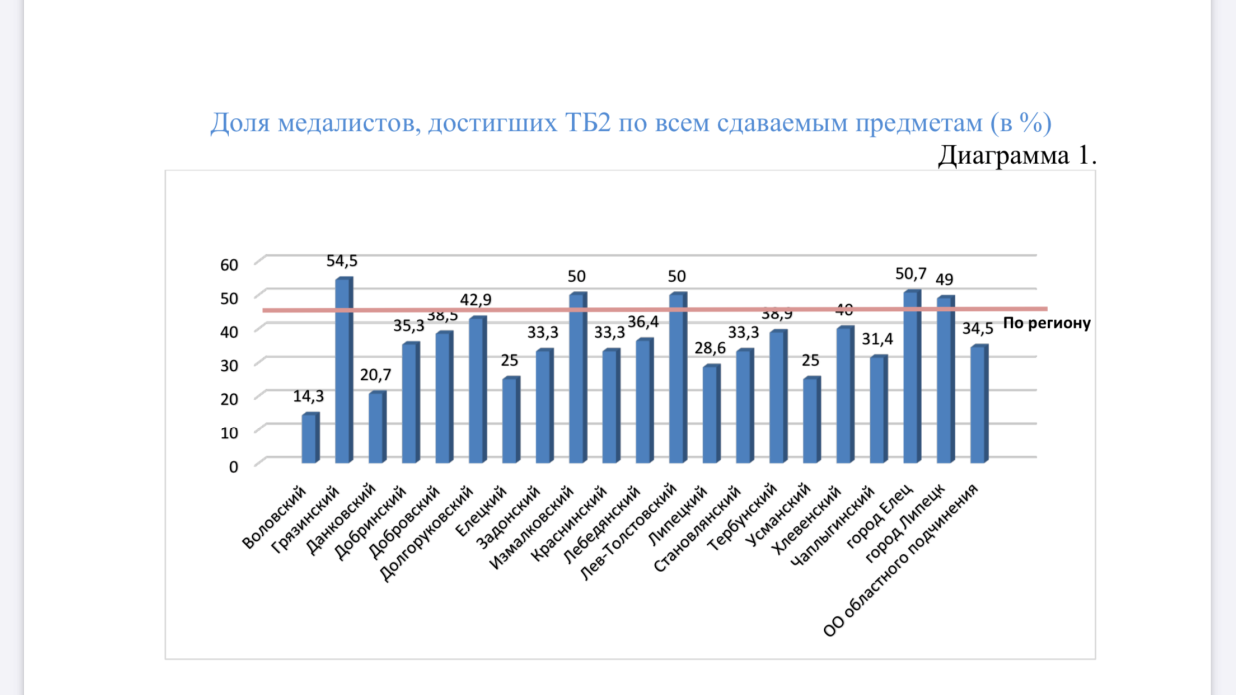 Доля медалистов, достигших ТБ2 по всем сдаваемым предметам (в %)
Диаграмма 1.
60
50
40
30
20
10
0
14,3
54,5
20,7
35,3
38,5
42,9
25
33,3
50
33,3
36,4
50
28,6
33,3
38,9
25
40
31,4
50,7
49
34,5
По региону
Воловский
Грязинский
Данковский
Добринский
Добровский
Долгоруковский
Елецкий
Задонский
Измалковский
Краснинский
Лебедянский
Лев-Толстовский
Липецкий
Становлянский
Тербунский
Усманский
Хлевенский
Чаплыгинский
город Елец
город Липецк
ОО областного подчинения